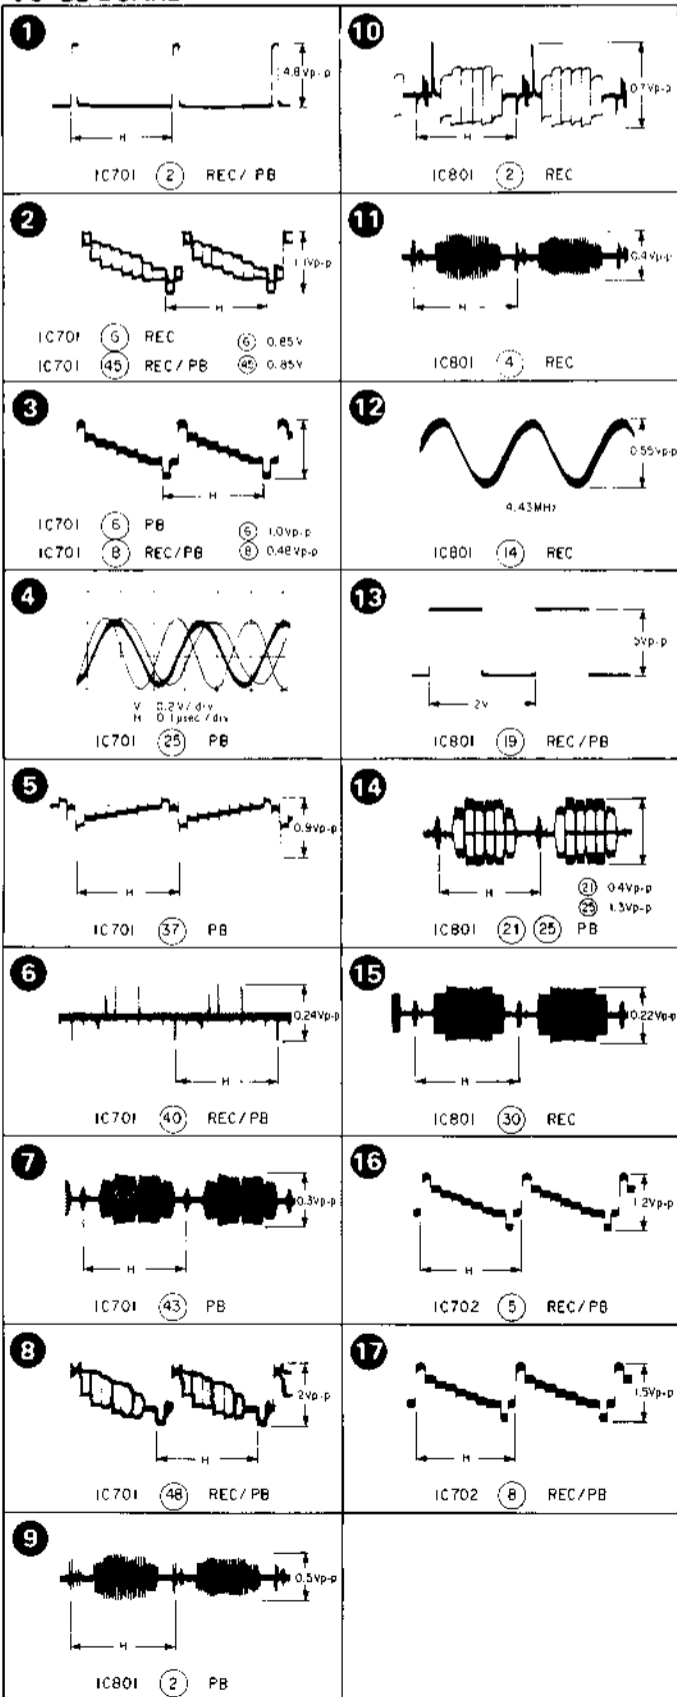 1
4.8Vp-p
H
IC701 2 REC/PB
2
1.1Vp-p
H
IC701 6 REC 6 0.85V
IC701 45 REC/PB 45 0.85V
3
H
IC701 6 PB 6 1.0Vp-p
IC701 8 REC/PB 8 0.48Vp-p
4
V 0.2V/div
H 0.1µsec/div
IC701 25 PB
5
0.9Vp-p
H
IC701 37 PB
6
0.24Vp-p
H
IC701 40 REC/PB
7
0.3Vp-p
H
IC701 43 PB
8
2Vp-p
H
IC701 48 REC/PB
9
0.5Vp-p
H
IC801 2 PB
10
0.7Vp-p
H
IC801 2 REC
11
0.4Vp-p
H
IC801 4 REC
12
0.55Vp-p
4.43MHz
IC801 14 REC
13
5Vp-p
2V
IC801 19 REC/PB
14
H
21 0.4Vp-p
25 1.3Vp-p
IC801 21 25 PB
15
0.22Vp-p
H
IC801 30 REC
16
1.2Vp-p
H
IC702 5 REC/PB
17
1.5Vp-p
H
IC702 8 REC/PB